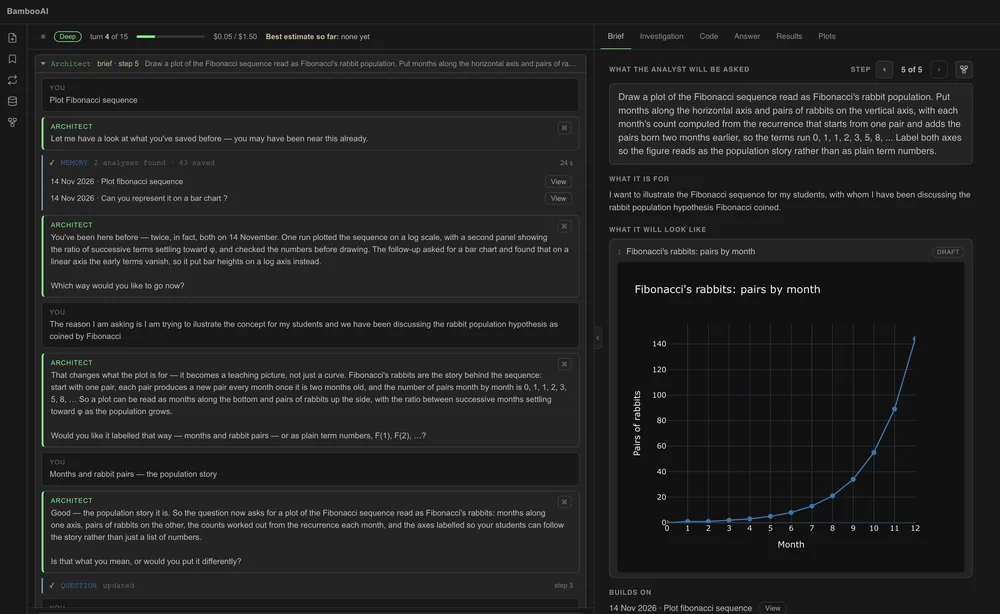 BambooAI
Deep
turn 4 of 15
$0.05 / $1.50
Best estimate so far: none yet
Architect brief · step 5 Draw a plot of the Fibonacci sequence read as Fibonacci's rabbit population. Put months along the horizontal axis and pairs of ra…
YOU
Plot Fibonacci sequence
ARCHITECT
Let me have a look at what you've saved before — you may have been near this already.
✓ MEMORY 2 analyses found · 43 saved
24 s
14 Nov 2026 · Plot fibonacci sequence
View
14 Nov 2026 · Can you represent it on a bar chart ?
View
ARCHITECT
You've been here before — twice, in fact, both on 14 November. One run plotted the sequence on a log scale, with a second panel showing
the ratio of successive terms settling toward φ, and checked the numbers before drawing. The follow-up asked for a bar chart and found that on a
linear axis the early terms vanish, so it put bar heights on a log axis instead.
Which way would you like to go now?
YOU
The reason I am asking is I am trying to ilustrate the concept for my students and we have been discussing the rabbit population hypothesis as
coined by Fibonacci
ARCHITECT
That changes what the plot is for — it becomes a teaching picture, not just a curve. Fibonacci's rabbits are the story behind the sequence:
start with one pair, each pair produces a new pair every month once it is two months old, and the number of pairs month by month is 0, 1, 1, 2, 3,
5, 8, … So a plot can be read as months along the bottom and pairs of rabbits up the side, with the ratio between successive months settling
toward φ as the population grows.
Would you like it labelled that way — months and rabbit pairs — or as plain term numbers, F(1), F(2), …?
YOU
Months and rabbit pairs — the population story
ARCHITECT
Good — the population story it is. So the question now asks for a plot of the Fibonacci sequence read as Fibonacci's rabbits: months along
one axis, pairs of rabbits on the other, the counts worked out from the recurrence each month, and the axes labelled so your students can follow
the story rather than just a list of numbers.
Is that what you mean, or would you put it differently?
✓ QUESTION updated
step 3
YOU
Brief
Investigation
Code
Answer
Results
Plots
WHAT THE ANALYST WILL BE ASKED
STEP
‹
5 of 5
›
Draw a plot of the Fibonacci sequence read as Fibonacci's rabbit population. Put
months along the horizontal axis and pairs of rabbits on the vertical axis, with each
month's count computed from the recurrence that starts from one pair and adds the
pairs born two months earlier, so the terms run 0, 1, 1, 2, 3, 5, 8, ... Label both axes
so the figure reads as the population story rather than as plain term numbers.
WHAT IT IS FOR
I want to illustrate the Fibonacci sequence for my students, with whom I have been discussing the
rabbit population hypothesis Fibonacci coined.
WHAT IT WILL LOOK LIKE
1 Fibonacci's rabbits: pairs by month
DRAFT
Fibonacci's rabbits: pairs by month
Pairs of rabbits
140
120
100
80
60
40
20
0
0 1 2 3 4 5 6 7 8 9 10 11 12
Month
BUILDS ON
14 Nov 2026 · Plot fibonacci sequence
View